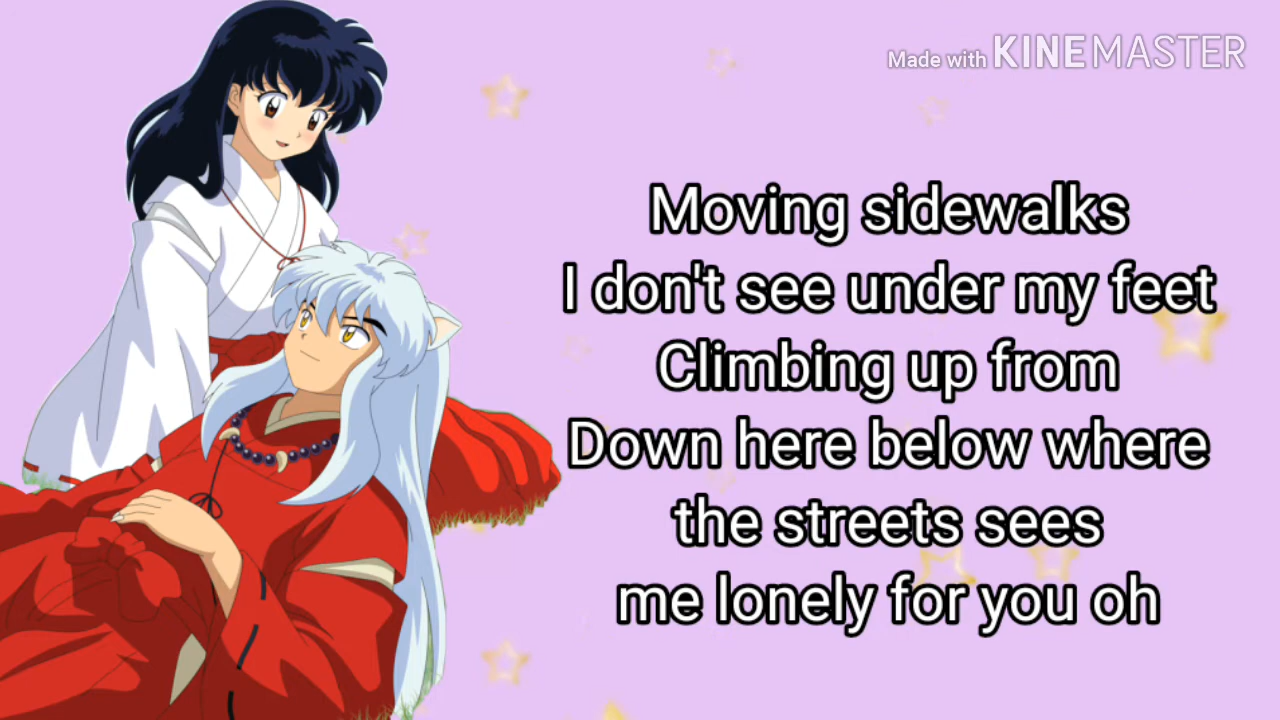 Made with KINEMASTER
Moving sidewalks
I don't see under my feet
Climbing up from
Down here below where
the streets sees
me lonely for you oh